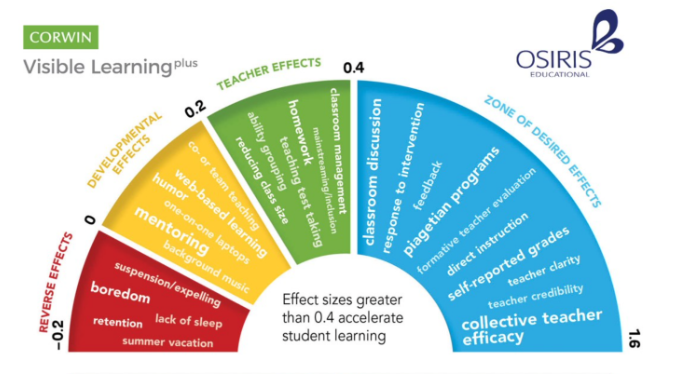 CORWIN
Visible Learningplus
OSIRIS
EDUCATIONAL
REVERSE EFFECTS
DEVELOPMENTAL
EFFECTS
TEACHER EFFECTS
ZONE OF DESIRED EFFECTS
-0.2
0
0.2
0.4
1.6
suspension/expelling
boredom
lack of sleep
retention
summer vacation
co- or team teaching
web-based learning
humor
one-on-one laptops
mentoring
background music
classroom management
mainstreaming/inclusion
homework
teaching test taking
ability grouping
reducing class size
classroom discussion
response to intervention
feedback
piagetian programs
formative teacher evaluation
direct instruction
self-reported grades
teacher clarity
teacher credibility
collective teacher
efficacy
Effect sizes greater
than 0.4 accelerate
student learning